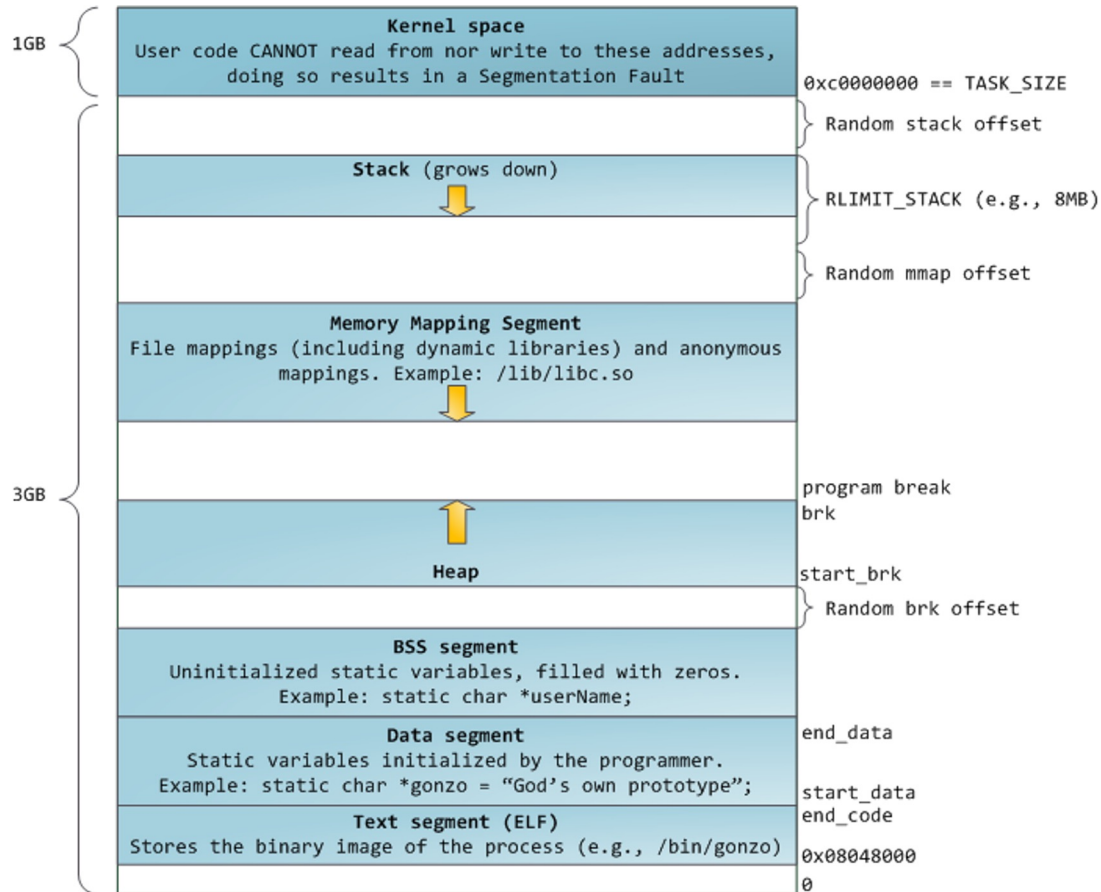 1GB
Kernel space
User code CANNOT read from nor write to these addresses,
doing so results in a Segmentation Fault
0xc0000000 == TASK_SIZE
Random stack offset
Stack (grows down)
RLIMIT_STACK (e.g., 8MB)
Random mmap offset
Memory Mapping Segment
File mappings (including dynamic libraries) and anonymous
mappings. Example: /lib/libc.so
3GB
program break
brk
Heap
start_brk
Random brk offset
BSS segment
Uninitialized static variables, filled with zeros.
Example: static char *userName;
Data segment
Static variables initialized by the programmer.
Example: static char *gonzo = “God’s own prototype”;
end_data
start_data
end_code
Text segment (ELF)
Stores the binary image of the process (e.g., /bin/gonzo)
0x08048000
0